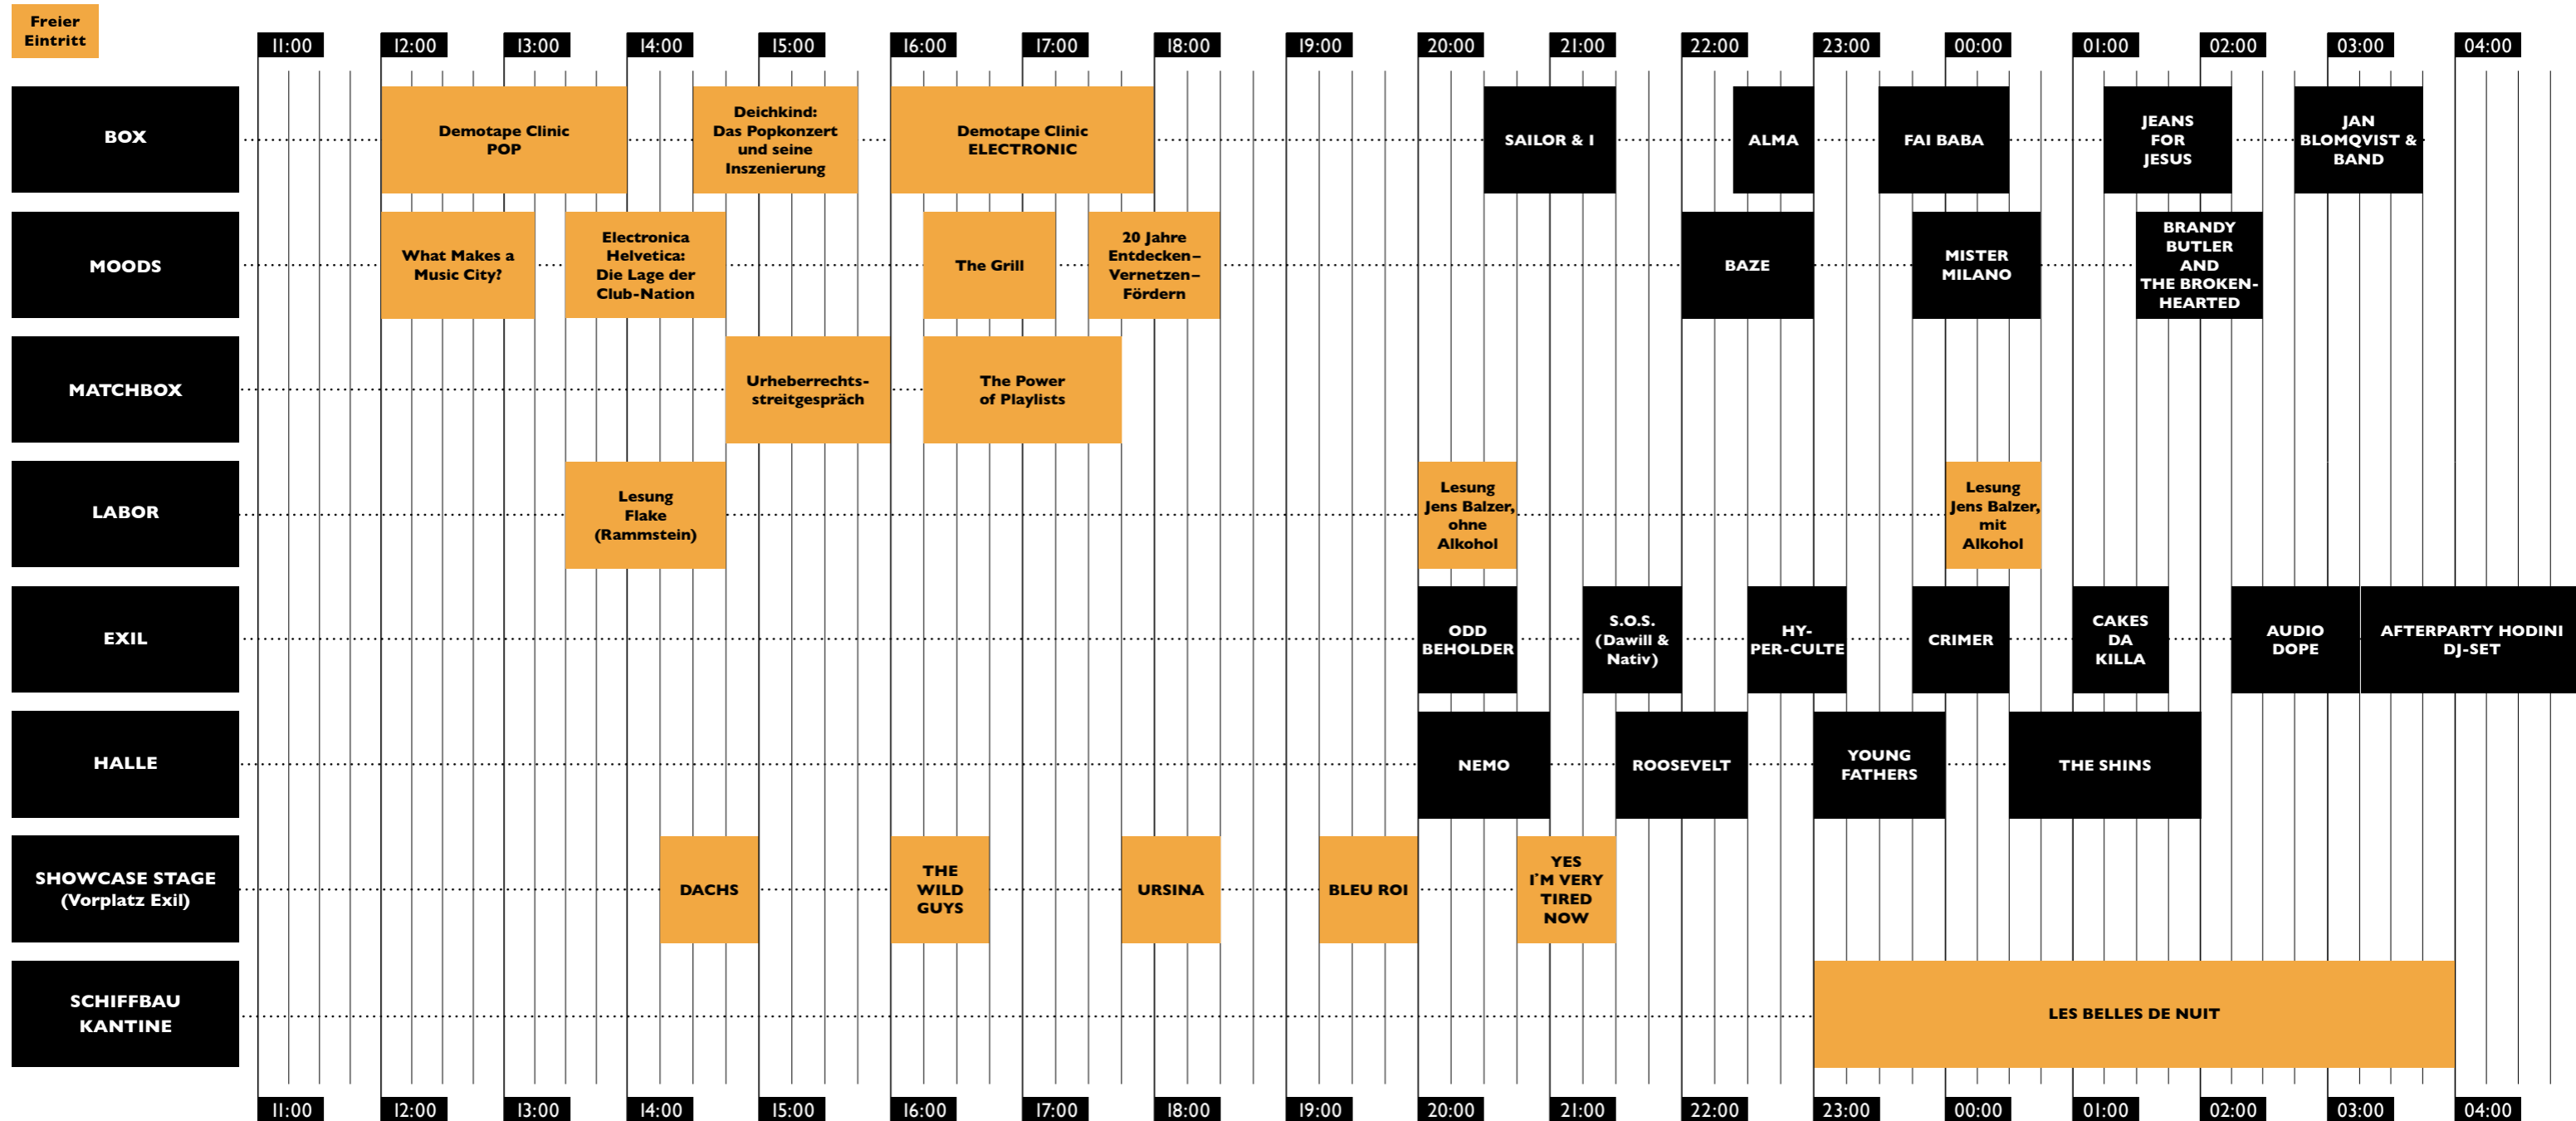 Freier
Eintritt
11:00 12:00 13:00 14:00 15:00 16:00 17:00 18:00 19:00 20:00 21:00 22:00 23:00 00:00 01:00 02:00 03:00 04:00
BOX
Demotape Clinic
POP
Deichkind:
Das Popkonzert
und seine
Inszenierung
Demotape Clinic
ELECTRONIC
SAILOR & I
ALMA
FAI BABA
JEANS
FOR
JESUS
JAN
BLOMQVIST &
BAND
MOODS
What Makes a
Music City?
Electronica
Helvetica:
Die Lage der
Club-Nation
The Grill
20 Jahre
Entdecken–
Vernetzen–
Fördern
BAZE
MISTER
MILANO
BRANDY
BUTLER
AND
THE BROKEN-
HEARTED
MATCHBOX
Urheberrechts-
streitgespräch
The Power
of Playlists
LABOR
Lesung
Flake
(Rammstein)
Lesung
Jens Balzer,
ohne
Alkohol
Lesung
Jens Balzer,
mit
Alkohol
EXIL
ODD
BEHOLDER
S.O.S.
(Dawill &
Nativ)
HY-
PER-CULTE
CRIMER
CAKES
DA
KILLA
AUDIO
DOPE
AFTERPARTY HODINI
DJ-SET
HALLE
NEMO
ROOSEVELT
YOUNG
FATHERS
THE SHINS
SHOWCASE STAGE
(Vorplatz Exil)
DACHS
THE
WILD
GUYS
URSINA
BLEU ROI
YES
I'M VERY
TIRED
NOW
SCHIFFBAU
KANTINE
LES BELLES DE NUIT
11:00 12:00 13:00 14:00 15:00 16:00 17:00 18:00 19:00 20:00 21:00 22:00 23:00 00:00 01:00 02:00 03:00 04:00